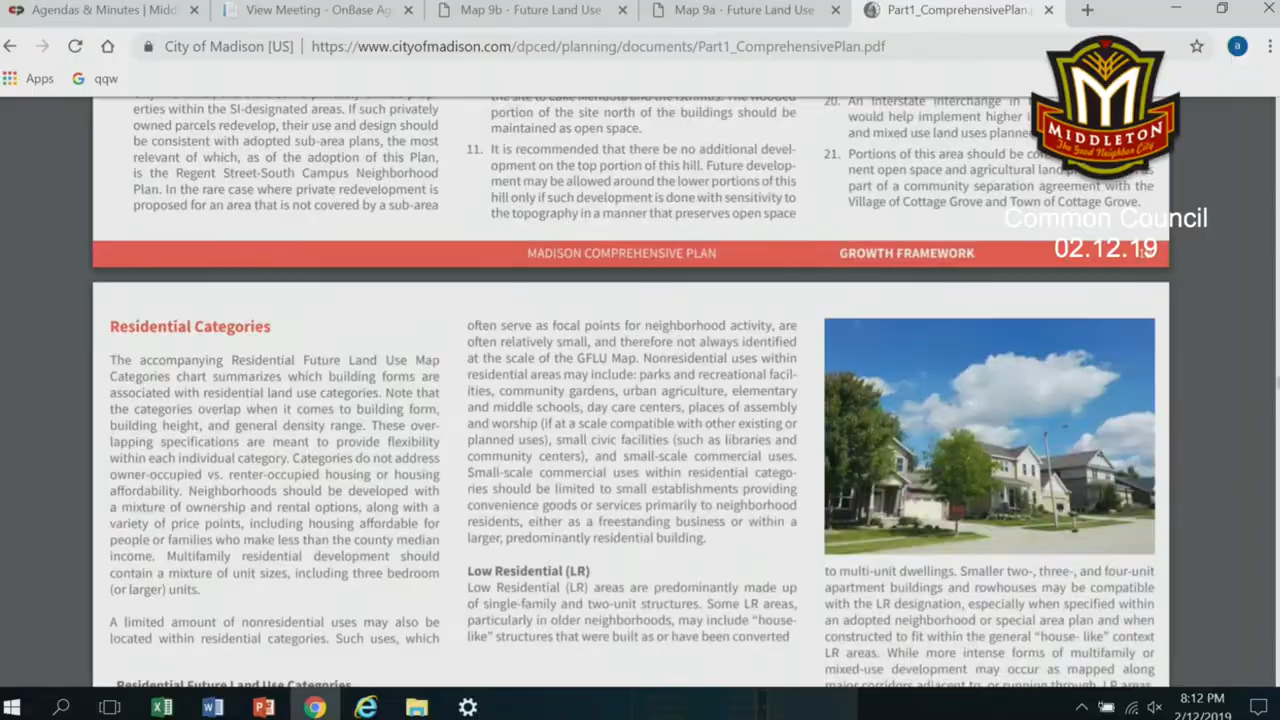 Agendas & Minutes | Midd
View Meeting - OnBase Ag
Map 9b - Future Land Use
Map 9a - Future Land Use
Part1_ComprehensivePlan.
City of Madison [US] | https://www.cityofmadison.com/dpced/planning/documents/Part1_ComprehensivePlan.pdf
a
Apps
qqw
erties within the SI-designated areas. If such privately
owned parcels redevelop, their use and design should
be consistent with adopted sub-area plans, the most
relevant of which, as of the adoption of this Plan,
is the Regent Street-South Campus Neighborhood
Plan. In the rare case where private redevelopment is
proposed for an area that is not covered by a sub-area
the site to Lake Mendota and the Isthmus. The wooded
portion of the site north of the buildings should be
maintained as open space.
11. It is recommended that there be no additional devel-
opment on the top portion of this hill. Future develop-
ment may be allowed around the lower portions of this
hill only if such development is done with sensitivity to
the topography in a manner that preserves open space
20. An Interstate interchange in
would help implement higher
and mixed use land uses planne
21. Portions of this area should be
nent open space and agricultural land
part of a community separation agreement with the
Village of Cottage Grove and Town of Cottage Grove.
M
MIDDLETON
The Good Neighbor City
Common Council
02.12.19
MADISON COMPREHENSIVE PLAN
GROWTH FRAMEWORK
Residential Categories
The accompanying Residential Future Land Use Map
Categories chart summarizes which building forms are
associated with residential land use categories. Note that
the categories overlap when it comes to building form,
building height, and general density range. These over-
lapping specifications are meant to provide flexibility
within each individual category. Categories do not address
owner-occupied vs. renter-occupied housing or housing
affordability. Neighborhoods should be developed with
a mixture of ownership and rental options, along with a
variety of price points, including housing affordable for
people or families who make less than the county median
income. Multifamily residential development should
contain a mixture of unit sizes, including three bedroom
(or larger) units.
A limited amount of nonresidential uses may also be
located within residential categories. Such uses, which
Residential Future Land Use Categories
often serve as focal points for neighborhood activity, are
often relatively small, and therefore not always identified
at the scale of the GFLU Map. Nonresidential uses within
residential areas may include: parks and recreational facil-
ities, community gardens, urban agriculture, elementary
and middle schools, day care centers, places of assembly
and worship (if at a scale compatible with other existing or
planned uses), small civic facilities (such as libraries and
community centers), and small-scale commercial uses.
Small-scale commercial uses within residential catego-
ries should be limited to small establishments providing
convenience goods or services primarily to neighborhood
residents, either as a freestanding business or within a
larger, predominantly residential building.
Low Residential (LR)
Low Residential (LR) areas are predominantly made up
of single-family and two-unit structures. Some LR areas,
particularly in older neighborhoods, may include “house-
like” structures that were built as or have been converted
to multi-unit dwellings. Smaller two-, three-, and four-unit
apartment buildings and rowhouses may be compatible
with the LR designation, especially when specified within
an adopted neighborhood or special area plan and when
constructed to fit within the general “house- like” context
LR areas. While more intense forms of multifamily or
mixed-use development may occur as mapped along
major corridors adjacent to, or running through, LR areas,
8:12 PM
2/12/2019